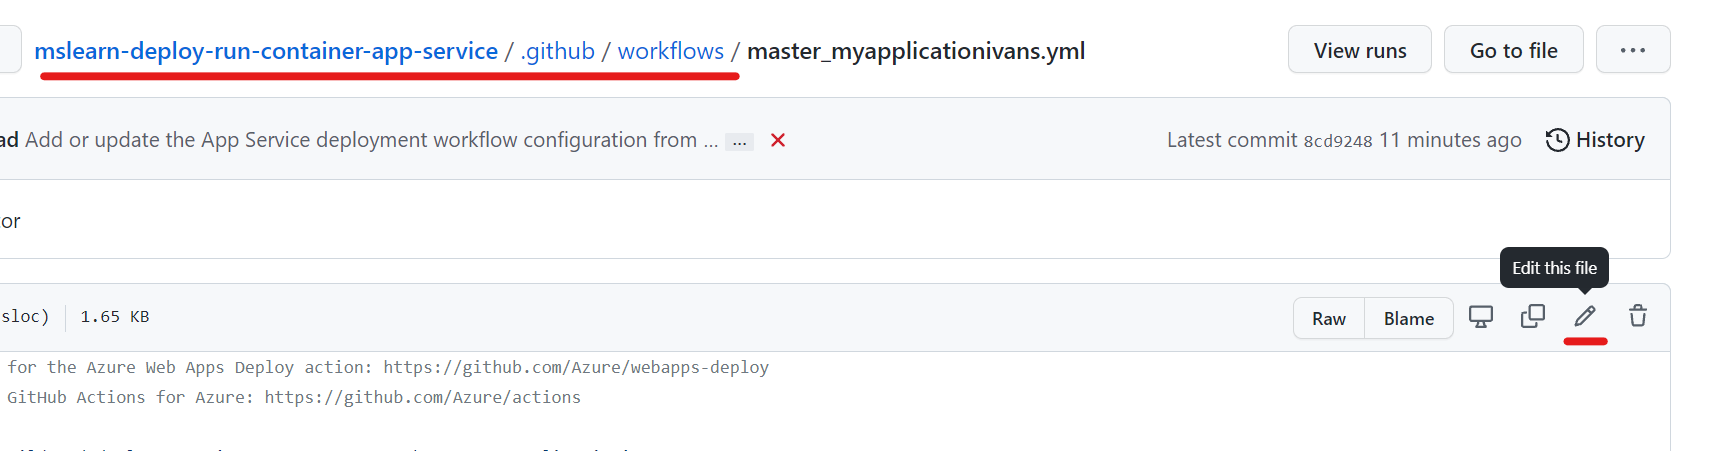 mslearn-deploy-run-container-app-service / .github / workflows / master_myapplicationivans.yml
View runs
Go to file
...
ad Add or update the App Service deployment workflow configuration from ... ...
Latest commit 8cd9248 11 minutes ago
History
tor
Edit this file
sloc) 1.65 KB
Raw
Blame
for the Azure Web Apps Deploy action: https://github.com/Azure/webapps-deploy
GitHub Actions for Azure: https://github.com/Azure/actions